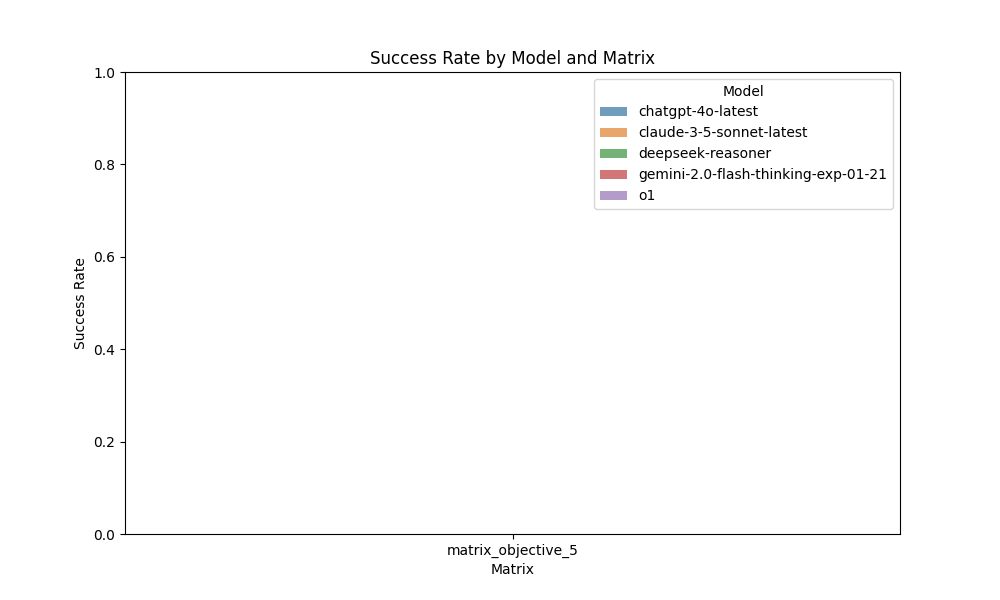 Success Rate by Model and Matrix
1.0
0.8
0.6
0.4
0.2
0.0
Success Rate
Model
chatgpt-4o-latest
claude-3-5-sonnet-latest
deepseek-reasoner
gemini-2.0-flash-thinking-exp-01-21
o1
matrix_objective_5
Matrix